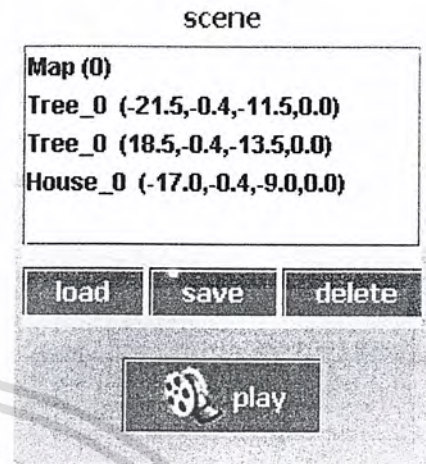 scene
Map (0)
Tree_0 (-21.5,-0.4,-11.5,0.0)
Tree_0 (18.5,-0.4,-13.5,0.0)
House_0 (-17.0,-0.4,-9.0,0.0)
load save delete
play